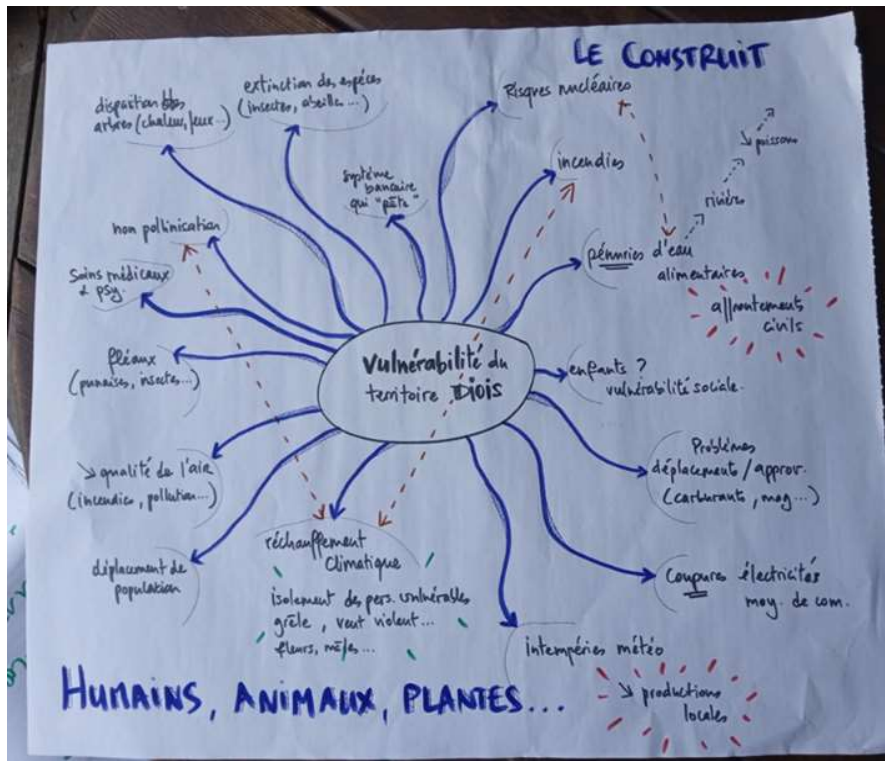 LE CONSTRUIT
disparition des
arbres (chaleur, feux...)
extinction des espèces
(insectes, abeille...)
système
bancaire
qui "pète"
Risques nucléaires
incendies
↘ poissons
rivière
pénuries d'eau
alimentaires
affrontements
civils
non pollinisation
Soins médicaux
& psy.
fléaux
(punaises, insectes...)
Vulnérabilité du
territoire Diois
enfants ?
vulnérabilité sociale.
Problèmes
déplacement / approv.
(carburants, mag...)
↘ qualité de l'air
(incendies, pollution...)
déplacement de
population
réchauffement
climatique
isolement des pers. vulnérables
grêle, vent violent...
fleurs,
Coupures électricités
moy. de com.
intempéries météo
↘ productions
locales
HUMAINS, ANIMAUX, PLANTES...